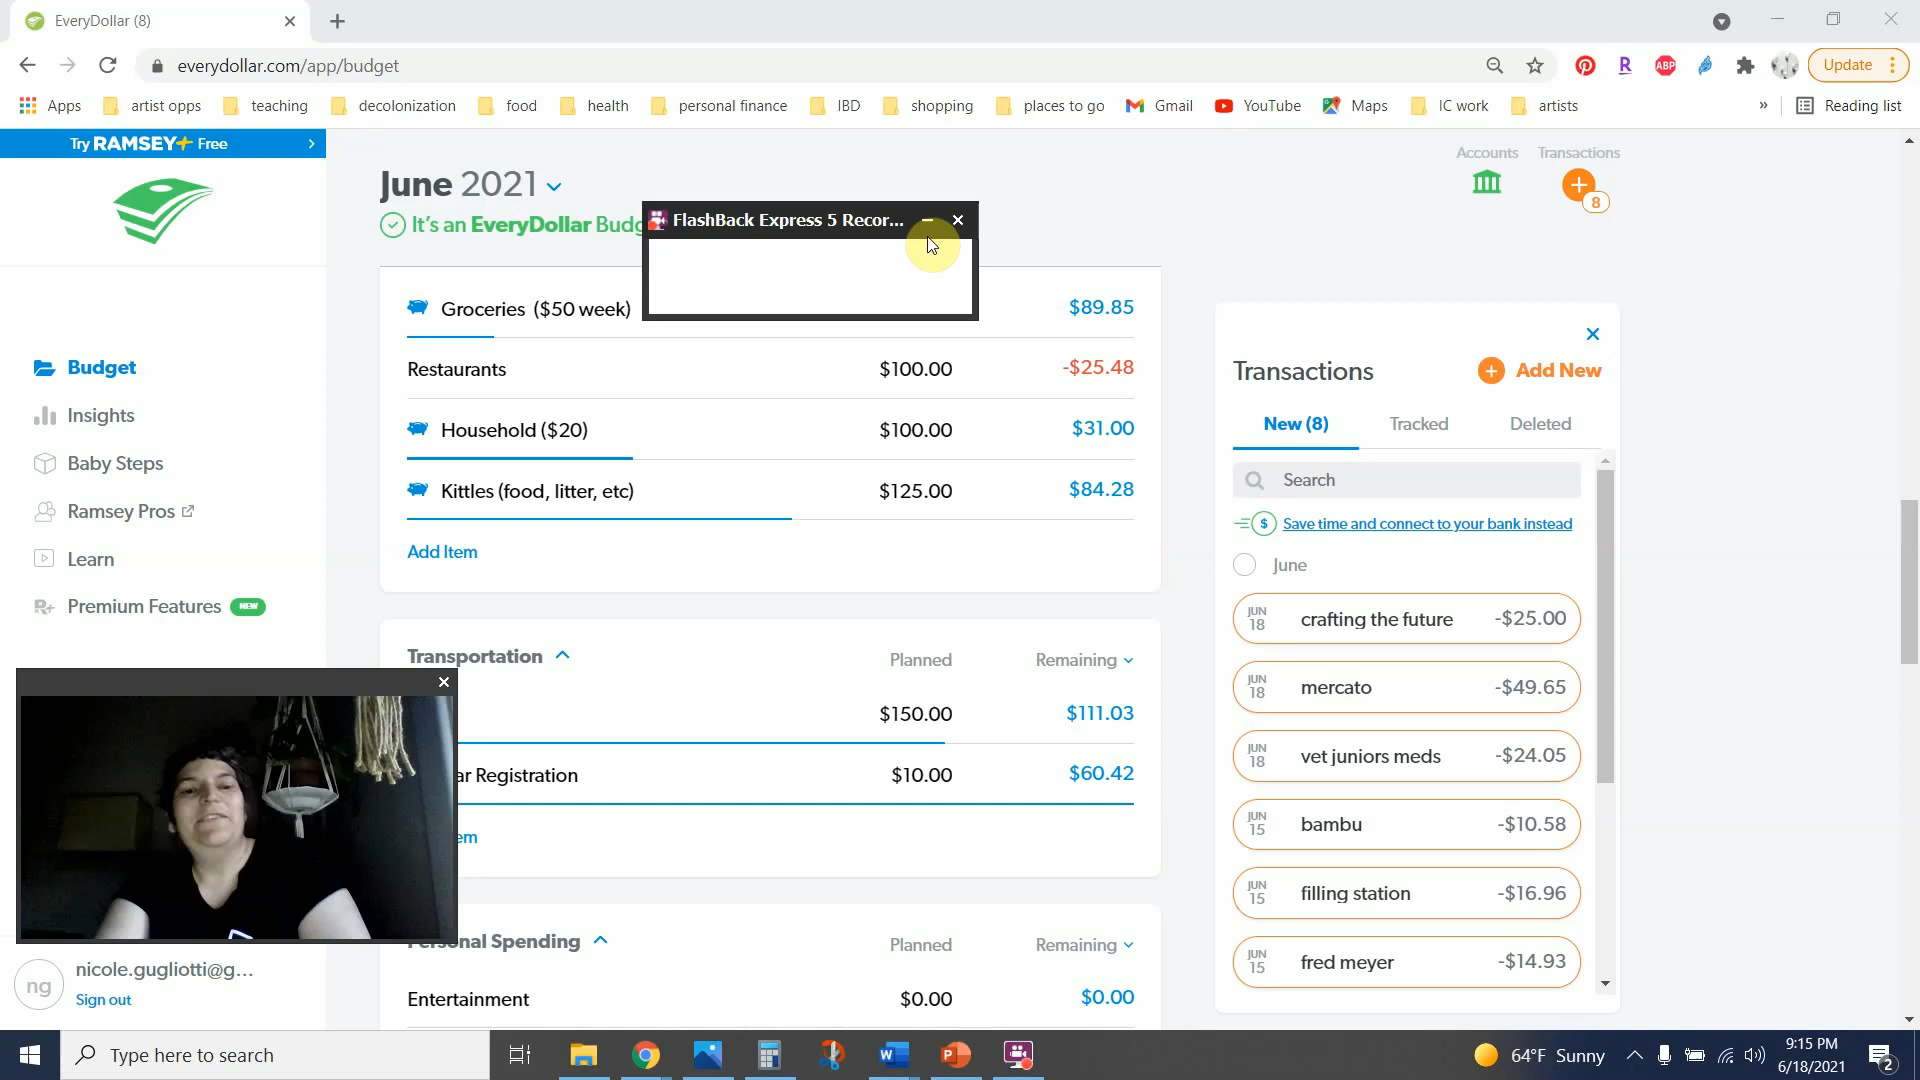 EveryDollar (8)
everydollar.com/app/budget
Update
Apps
artist opps
teaching
decolonization
food
health
personal finance
IBD
shopping
places to go
Gmail
YouTube
Maps
IC work
artists
»
Reading list
Try RAMSEY+ Free
Budget
Insights
Baby Steps
Ramsey Pros
Learn
Premium Features NEW
nicole.gugliotti@g...
ng
Sign out
June 2021
It's an EveryDollar Budg
FlashBack Express 5 Recor...
Groceries ($50 week) $89.85
Restaurants $100.00 -$25.48
Household ($20) $100.00 $31.00
Kittles (food, litter, etc) $125.00 $84.28
Add Item
Transportation Planned Remaining
$150.00 $111.03
ar Registration $10.00 $60.42
em
Personal Spending Planned Remaining
Entertainment $0.00 $0.00
Accounts
Transactions
8
Transactions
Add New
New (8) Tracked Deleted
Search
Save time and connect to your bank instead
June
JUN 18 crafting the future -$25.00
JUN 18 mercato -$49.65
JUN 18 vet juniors meds -$24.05
JUN 15 bambu -$10.58
JUN 15 filling station -$16.96
JUN 15 fred meyer -$14.93
Type here to search
64°F Sunny
9:15 PM
6/18/2021
2